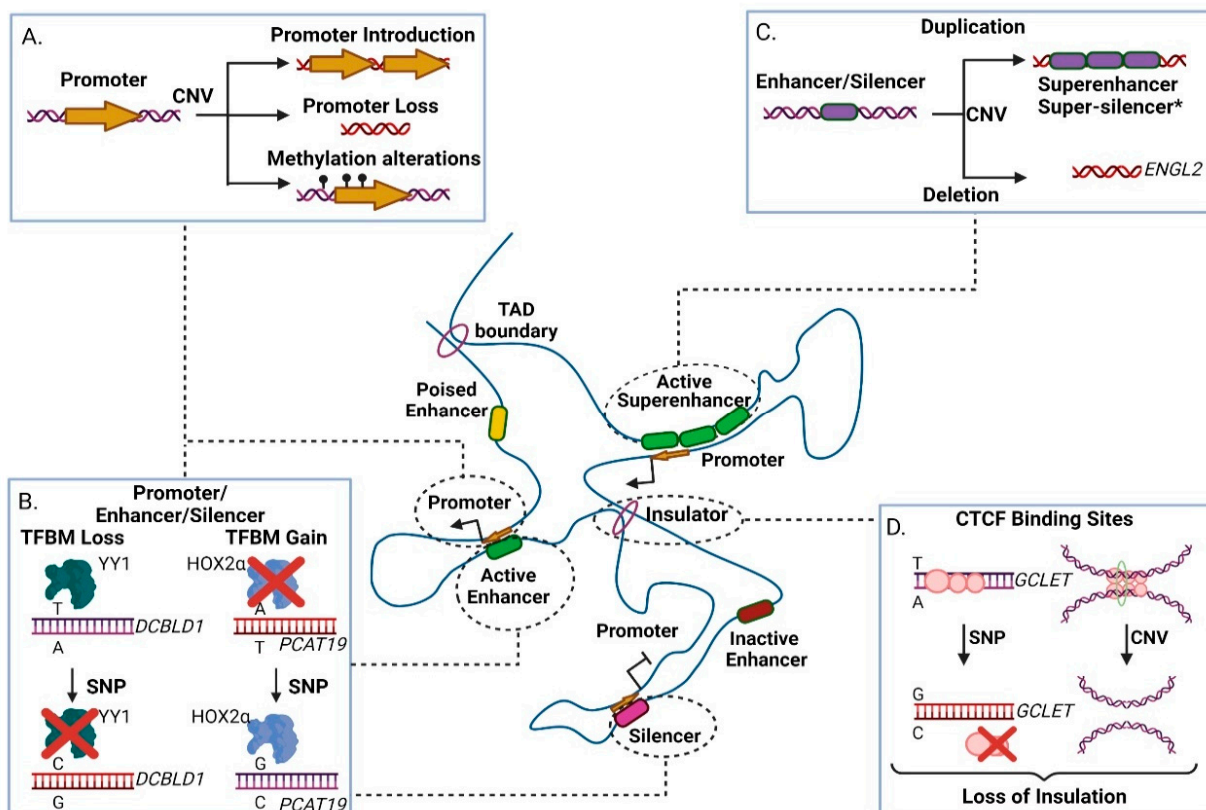 A.
Promoter
CNV
Promoter Introduction
Promoter Loss
Methylation alterations
C.
Duplication
Enhancer/Silencer
CNV
Superenhancer
Super-silencer*
ENGL2
Deletion
TAD
boundary
Poised
Enhancer
Active
Superenhancer
Promoter
Promoter
Insulator
Active
Enhancer
Promoter
Inactive
Enhancer
Silencer
B.
Promoter/
Enhancer/Silencer
TFBM Loss
TFBM Gain
YY1
T
DCBLD1
A
SNP
YY1
C
DCBLD1
G
HOX2α
A
T
PCAT19
SNP
HOX2α
G
C
PCAT19
D.
CTCF Binding Sites
T
GCLET
A
SNP
CNV
G
GCLET
C
Loss of Insulation